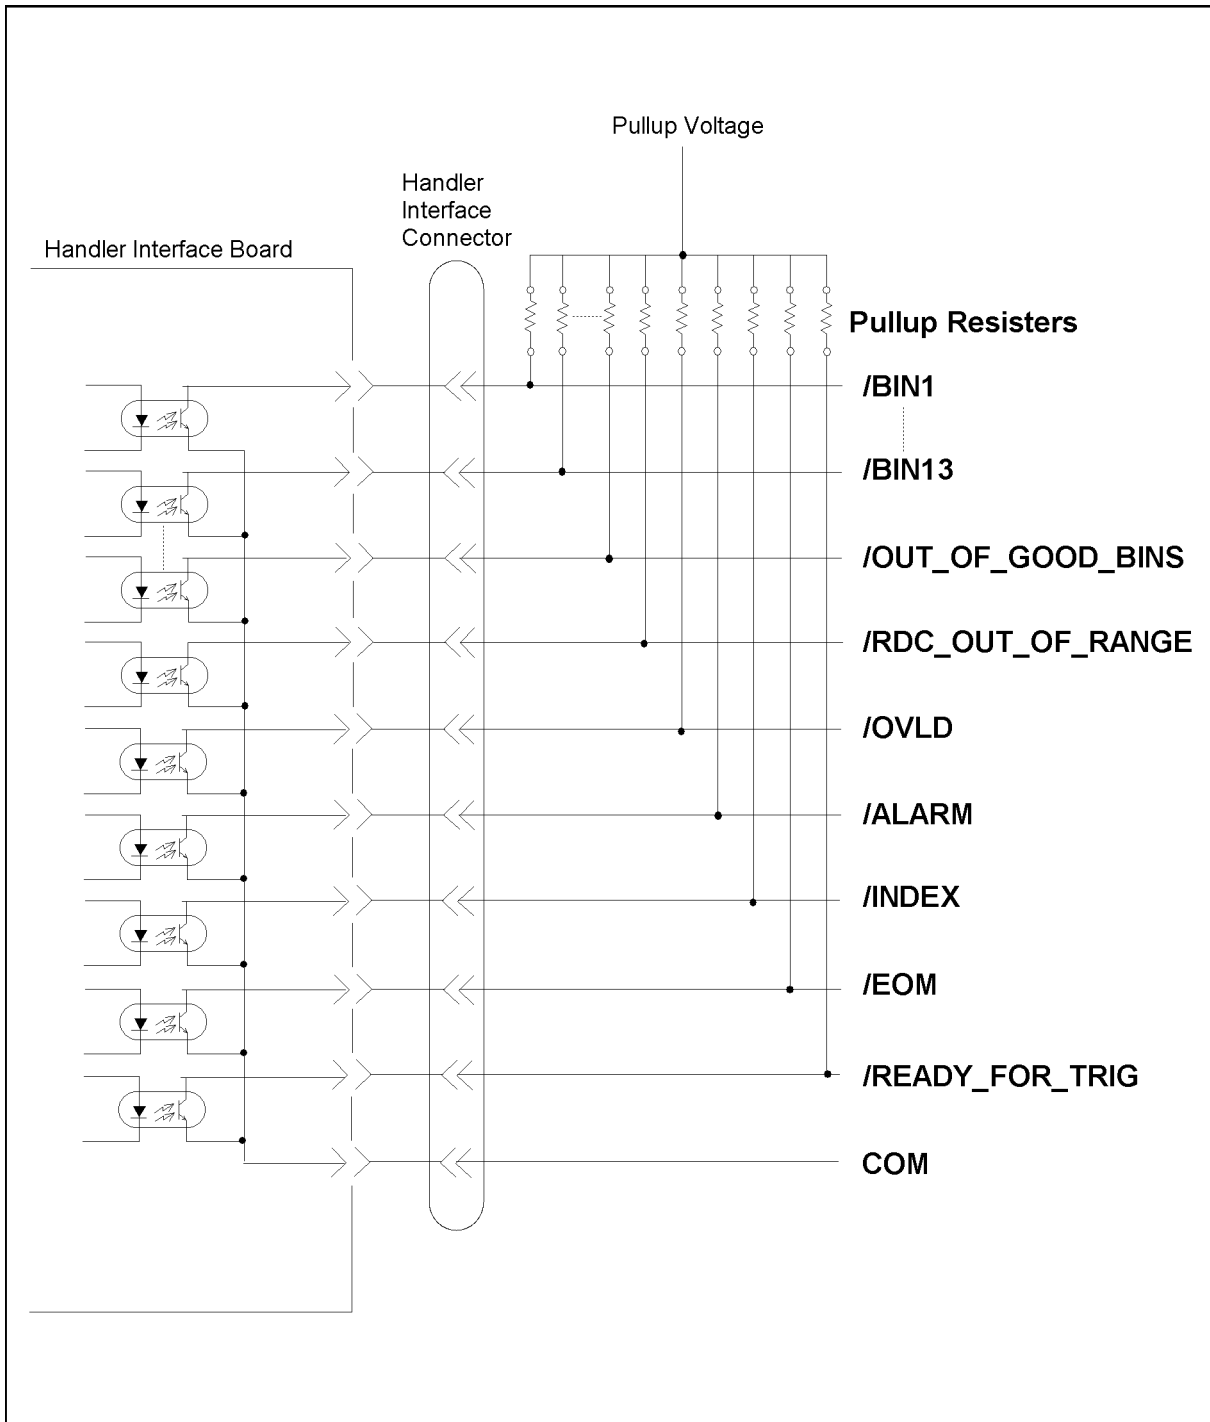 Pullup Voltage
Handler
Interface
Connector
Handler Interface Board
Pullup Resisters
/BIN1
/BIN13
/OUT_OF_GOOD_BINS
/RDC_OUT_OF_RANGE
/OVLD
/ALARM
/INDEX
/EOM
/READY_FOR_TRIG
COM